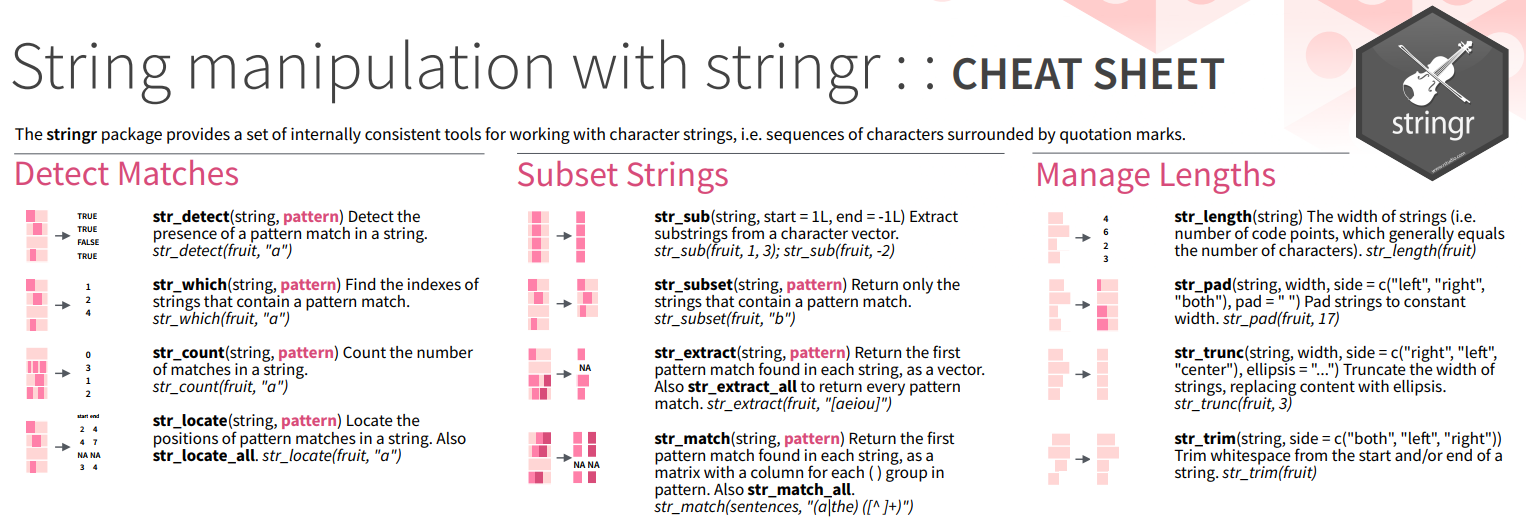 String manipulation with stringr : : CHEAT SHEET
stringr
The stringr package provides a set of internally consistent tools for working with character strings, i.e. sequences of characters surrounded by quotation marks.
Detect Matches
TRUE
TRUE
FALSE
TRUE
str_detect(string, pattern) Detect the
presence of a pattern match in a string.
str_detect(fruit, "a")
1
2
4
str_which(string, pattern) Find the indexes of
strings that contain a pattern match.
str_which(fruit, "a")
0
3
1
2
str_count(string, pattern) Count the number
of matches in a string.
str_count(fruit, "a")
start end
2 4
4 7
NA NA
3 4
str_locate(string, pattern) Locate the
positions of pattern matches in a string. Also
str_locate_all. str_locate(fruit, "a")
Subset Strings
str_sub(string, start = 1L, end = -1L) Extract
substrings from a character vector.
str_sub(fruit, 1, 3); str_sub(fruit, -2)
str_subset(string, pattern) Return only the
strings that contain a pattern match.
str_subset(fruit, "b")
NA
str_extract(string, pattern) Return the first
pattern match found in each string, as a vector.
Also str_extract_all to return every pattern
match. str_extract(fruit, "[aeiou]")
NA NA
str_match(string, pattern) Return the first
pattern match found in each string, as a
matrix with a column for each ( ) group in
pattern. Also str_match_all.
str_match(sentences, "(a|the) ([^ ]+)")
Manage Lengths
4
6
2
3
str_length(string) The width of strings (i.e.
number of code points, which generally equals
the number of characters). str_length(fruit)
str_pad(string, width, side = c("left", "right",
"both"), pad = " ") Pad strings to constant
width. str_pad(fruit, 17)
str_trunc(string, width, side = c("right", "left",
"center"), ellipsis = "...") Truncate the width of
strings, replacing content with ellipsis.
str_trunc(fruit, 3)
str_trim(string, side = c("both", "left", "right"))
Trim whitespace from the start and/or end of a
string. str_trim(fruit)